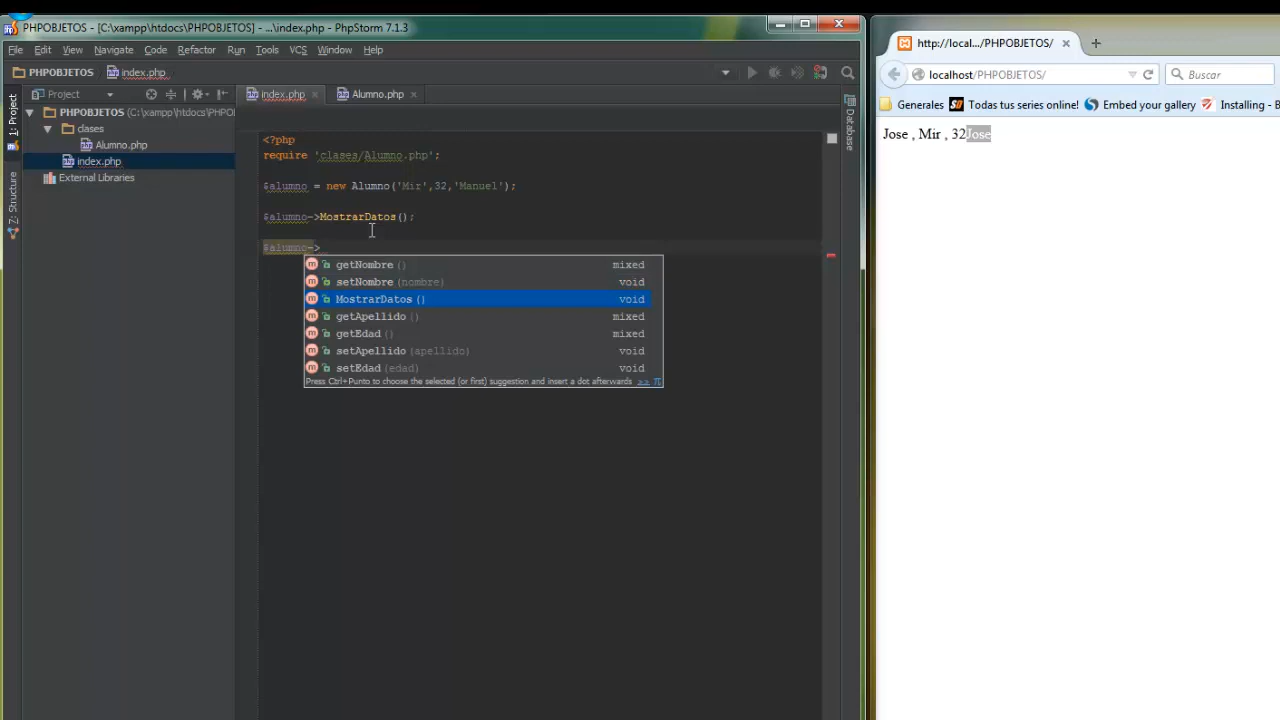 PHPOBJETOS - [C:\xampp\htdocs\PHPOBJETOS] - ...\index.php - PhpStorm 7.1.3
File Edit View Navigate Code Refactor Run Tools VCS Window Help
PHPOBJETOS index.php
1: Project
Z: Structure
Project
PHPOBJETOS (C:\xampp\htdocs\PHPO
clases
Alumno.php
index.php
External Libraries
index.php Alumno.php
<?php
require 'clases/Alumno.php';
$alumno = new Alumno('Mir',32,'Manuel');
$alumno->MostrarDatos();
$alumno->
getNombre() mixed
setNombre(nombre) void
MostrarDatos() void
getApellido() mixed
getEdad() mixed
setApellido(apellido) void
setEdad(edad) void
Press Ctrl+Punto to choose the selected (or first) suggestion and insert a dot afterwards >> π
Database
http://local.../PHPOBJETOS/
localhost/PHPOBJETOS/
Buscar
Generales Todas tus series online! Embed your gallery Installing -
Jose , Mir , 32Jose